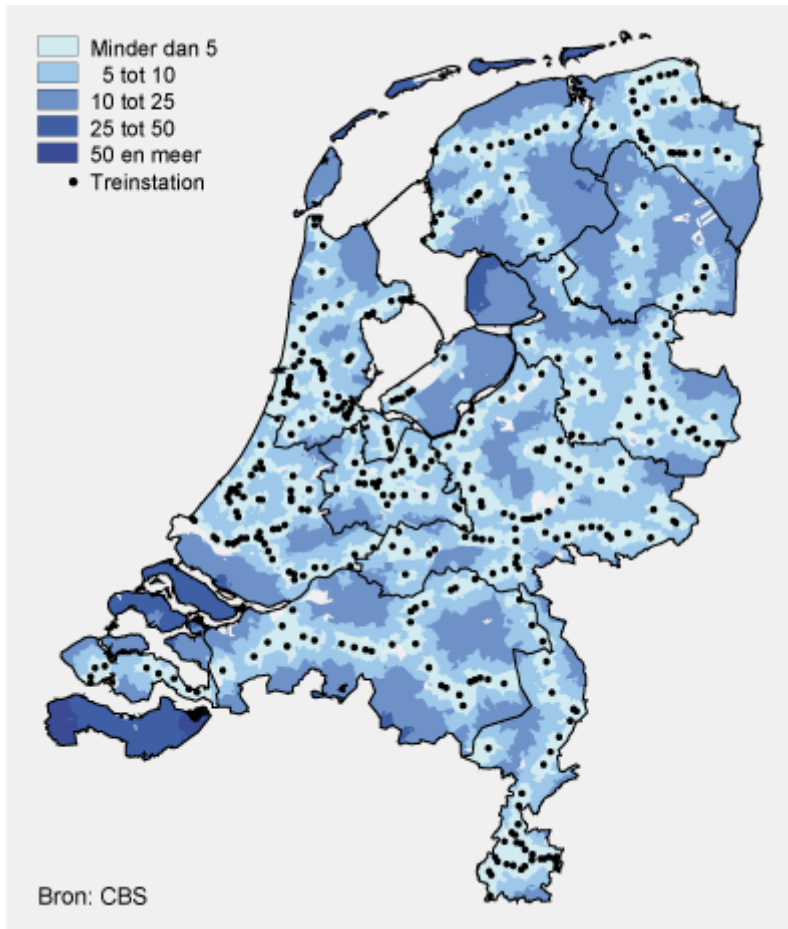 Minder dan 5
5 tot 10
10 tot 25
25 tot 50
50 en meer
Treinstation
Bron: CBS